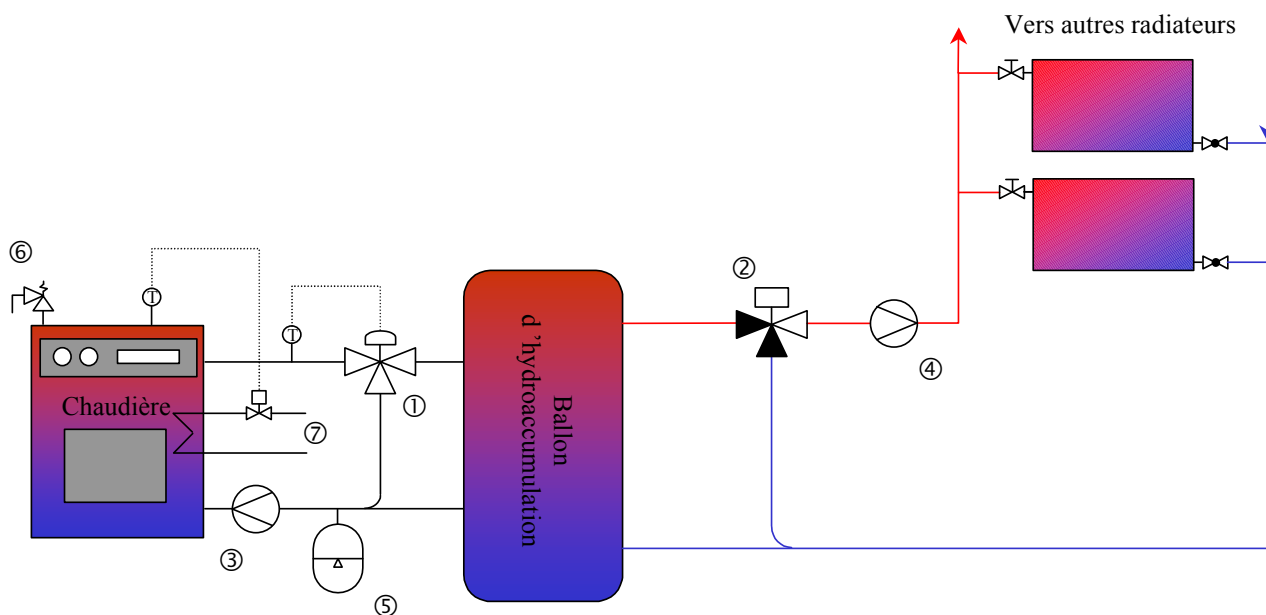 Vers autres radiateurs
②
⑥
T
T
④
Chaudière
①
⑦
Ballon
d 'hydroaccumulation
③
⑤